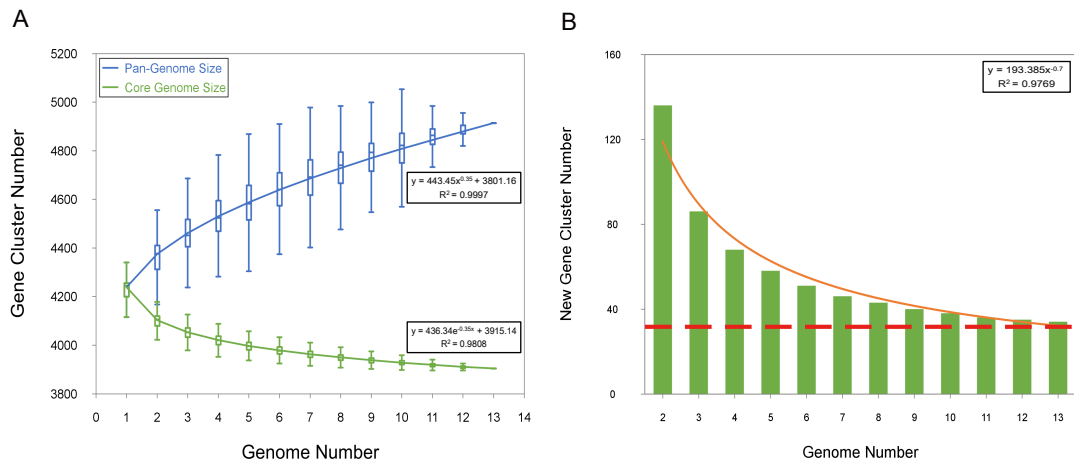 A
5200
5000
4800
4600
4400
4200
4000
3800
Gene Cluster Number
Pan-Genome Size
Core Genome Size
y = 443.45x^0.35 + 3801.16
R² = 0.9997
y = 436.34e^-0.35x + 3915.14
R² = 0.9808
0 1 2 3 4 5 6 7 8 9 10 11 12 13 14
Genome Number
B
160
120
80
40
0
New Gene Cluster Number
y = 193.385x^-0.7
R² = 0.9769
2 3 4 5 6 7 8 9 10 11 12 13
Genome Number